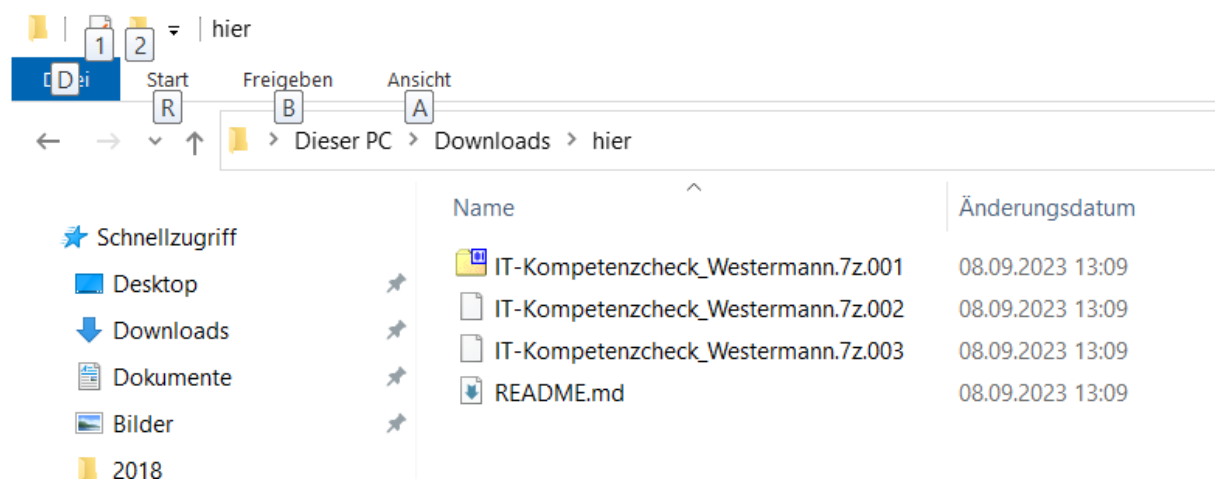 hier
1 2
Datei Start Freigeben Ansicht
D R B A
Dieser PC Downloads hier
Name Änderungsdatum
Schnellzugriff
Desktop
Downloads
Dokumente
Bilder
2018
IT-Kompetenzcheck_Westermann.7z.001 08.09.2023 13:09
IT-Kompetenzcheck_Westermann.7z.002 08.09.2023 13:09
IT-Kompetenzcheck_Westermann.7z.003 08.09.2023 13:09
README.md 08.09.2023 13:09